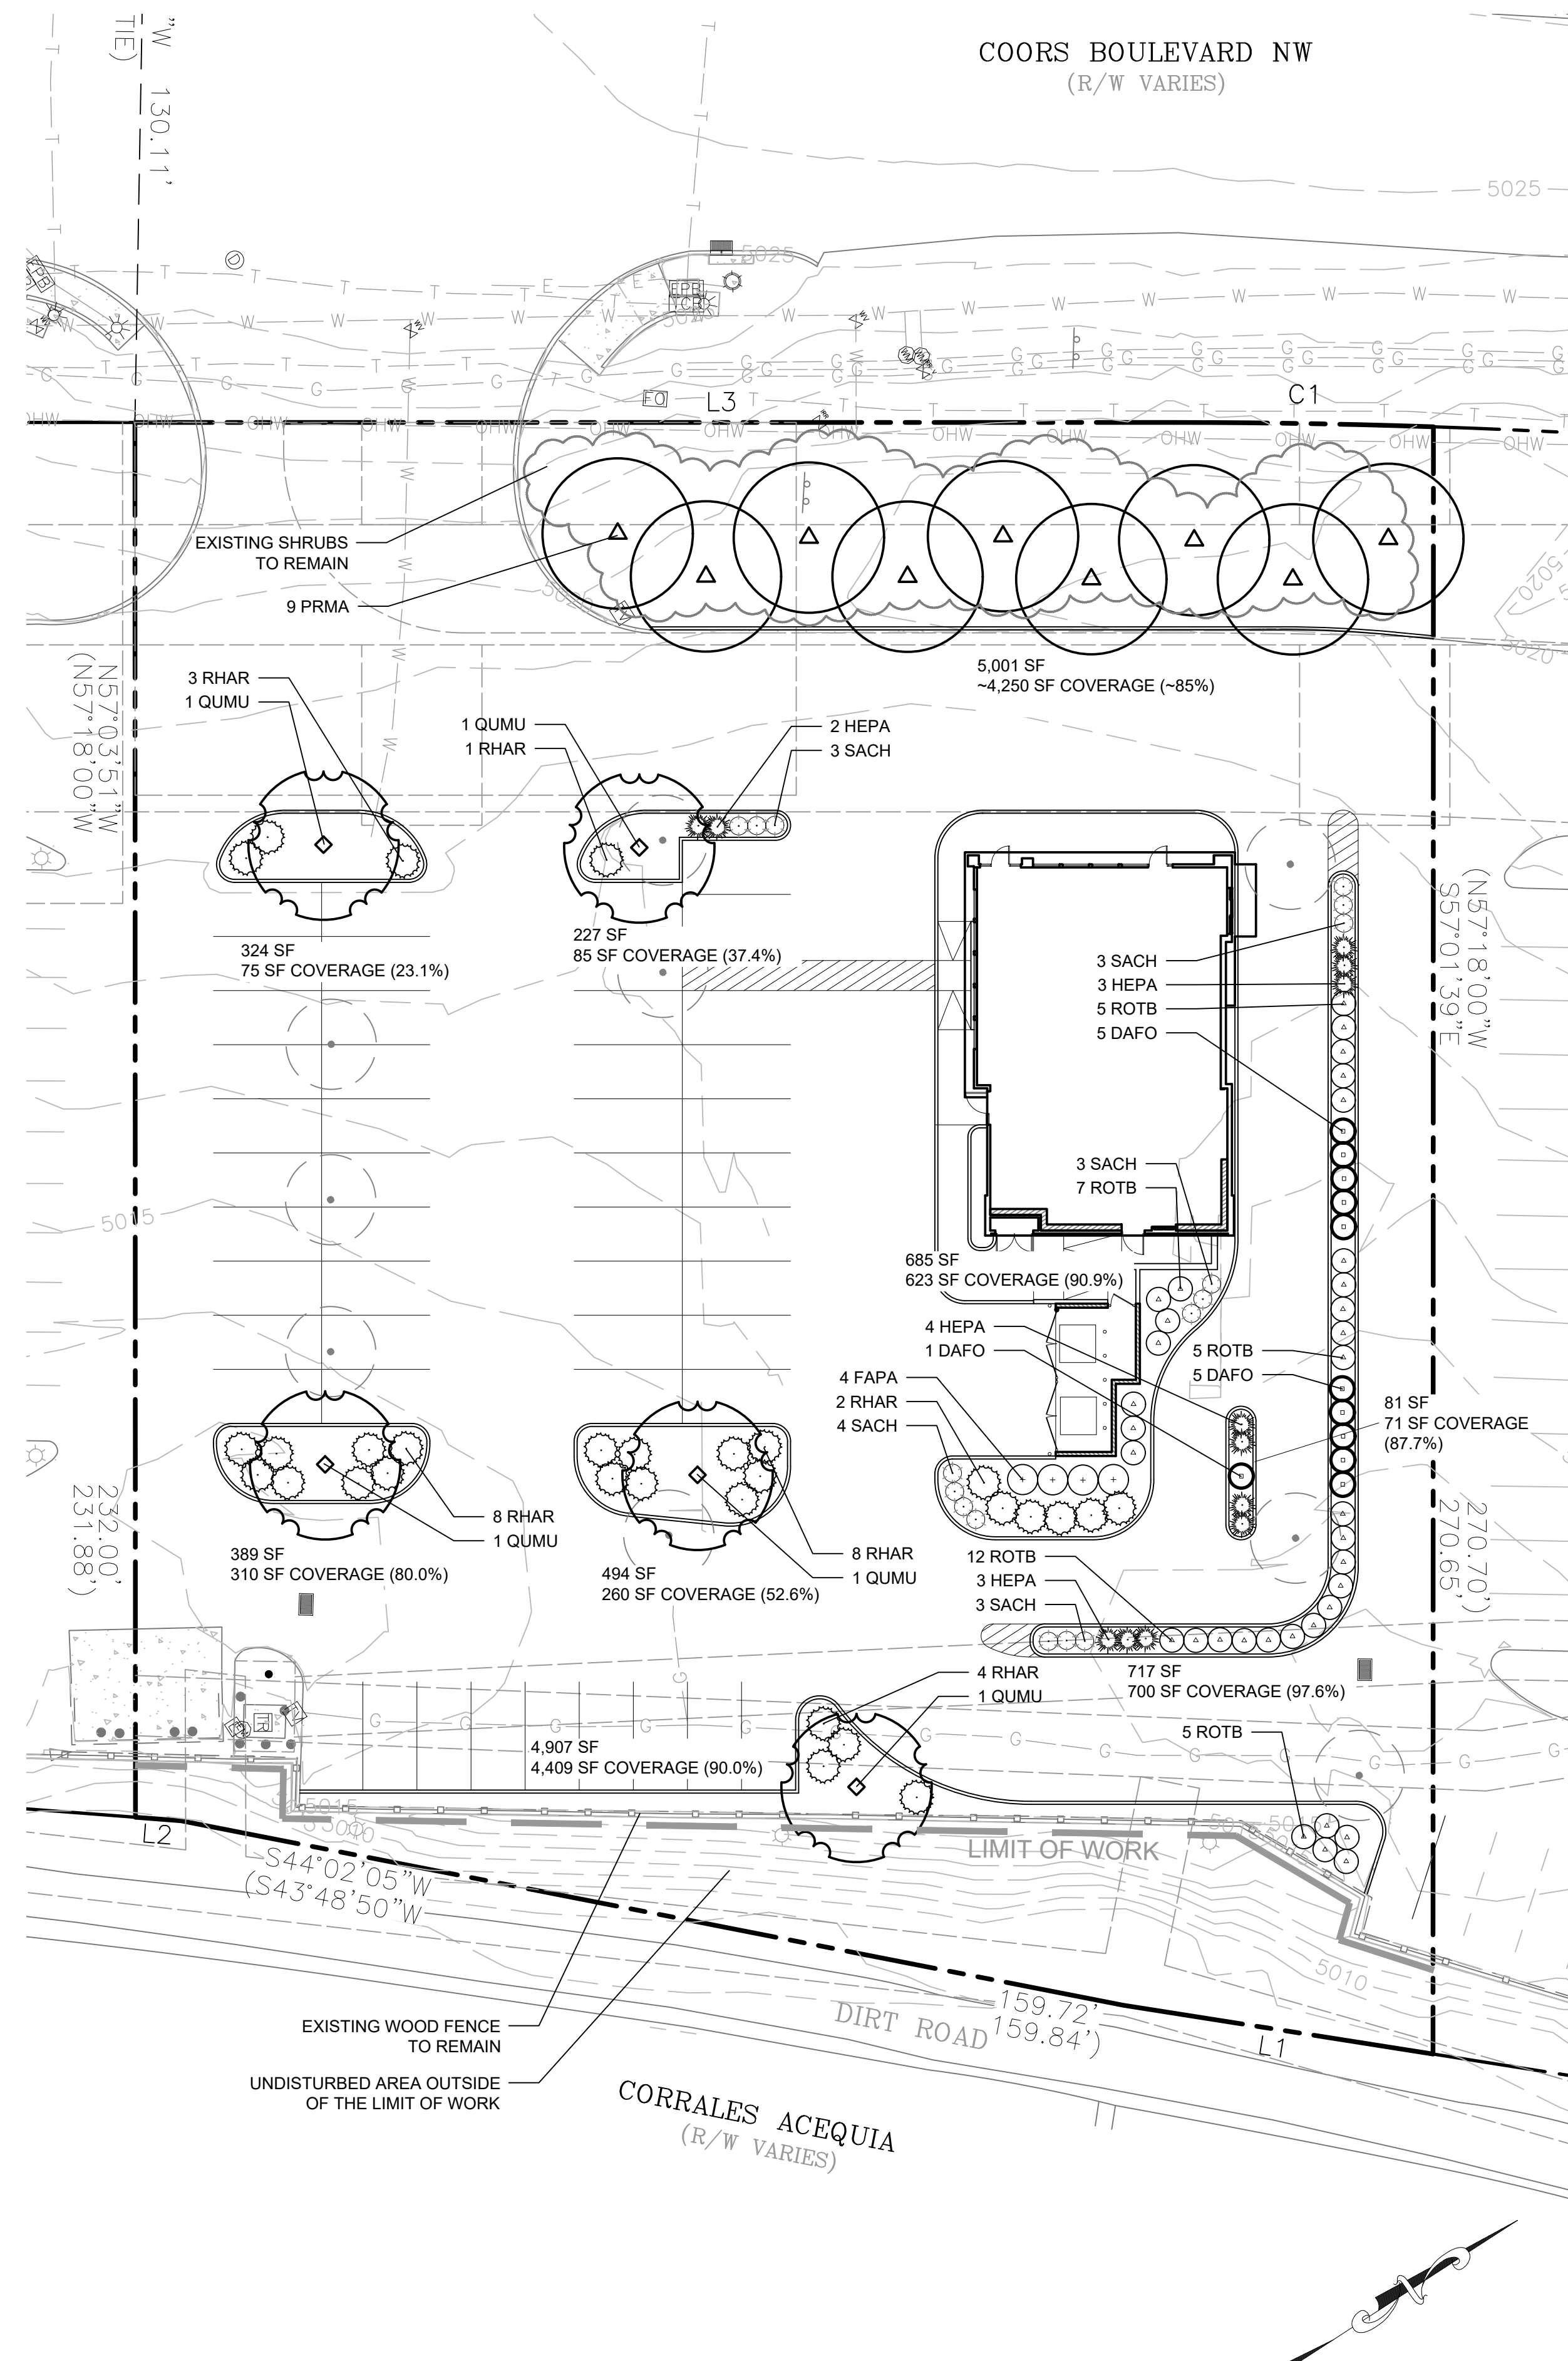 COORS BOULEVARD NW
(R/W VARIES)
"W
TIE)
130.11'
5025
5025
EPB
L3
C1
EXISTING SHRUBS
TO REMAIN
9 PRMA
5020
5020
5,001 SF
~4,250 SF COVERAGE (~85%)
N57°03'51"W
(N57°18'00"W
3 RHAR
1 QUMU
1 QUMU
1 RHAR
2 HEPA
3 SACH
324 SF
75 SF COVERAGE (23.1%)
227 SF
85 SF COVERAGE (37.4%)
(N57°18'00"W
S57°01'39"E
3 SACH
3 HEPA
5 ROTB
5 DAFO
5015
3 SACH
7 ROTB
685 SF
623 SF COVERAGE (90.9%)
4 HEPA
1 DAFO
5 ROTB
5 DAFO
4 FAPA
2 RHAR
4 SACH
81 SF
71 SF COVERAGE
(87.7%)
232.00'
231.88')
270.70')
270.65'
8 RHAR
1 QUMU
389 SF
310 SF COVERAGE (80.0%)
8 RHAR
1 QUMU
494 SF
260 SF COVERAGE (52.6%)
12 ROTB
3 HEPA
3 SACH
717 SF
700 SF COVERAGE (97.6%)
4 RHAR
1 QUMU
5 ROTB
4,907 SF
4,409 SF COVERAGE (90.0%)
LIMIT OF WORK
L2
S44°02'05"W
(S43°48'50"W
5010
159.72'
159.84')
DIRT ROAD
L1
EXISTING WOOD FENCE
TO REMAIN
UNDISTURBED AREA OUTSIDE
OF THE LIMIT OF WORK
CORRALES ACEQUIA
(R/W VARIES)
N